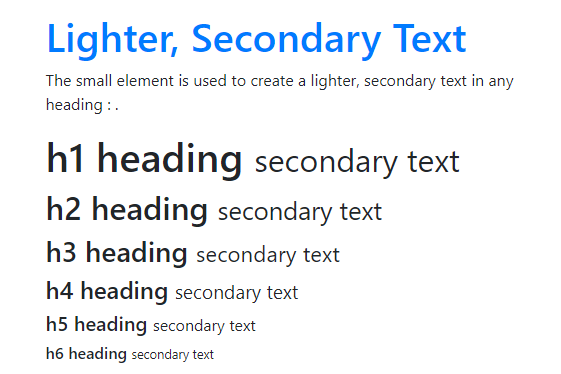 Lighter, Secondary Text
The small element is used to create a lighter, secondary text in any
heading : .
h1 heading secondary text
h2 heading secondary text
h3 heading secondary text
h4 heading secondary text
h5 heading secondary text
h6 heading secondary text